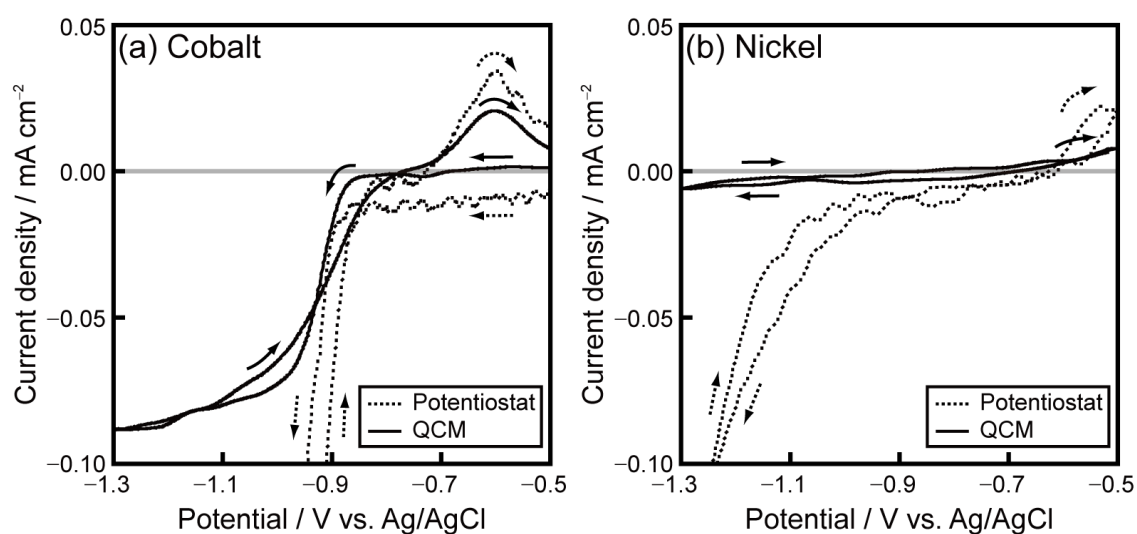 (a) Cobalt
0.05
0.00
−0.05
−0.10
Current density / mA cm⁻²
Potentiostat
QCM
−1.3 −1.1 −0.9 −0.7 −0.5
Potential / V vs. Ag/AgCl
(b) Nickel
0.05
0.00
−0.05
−0.10
Current density / mA cm⁻²
Potentiostat
QCM
−1.3 −1.1 −0.9 −0.7 −0.5
Potential / V vs. Ag/AgCl